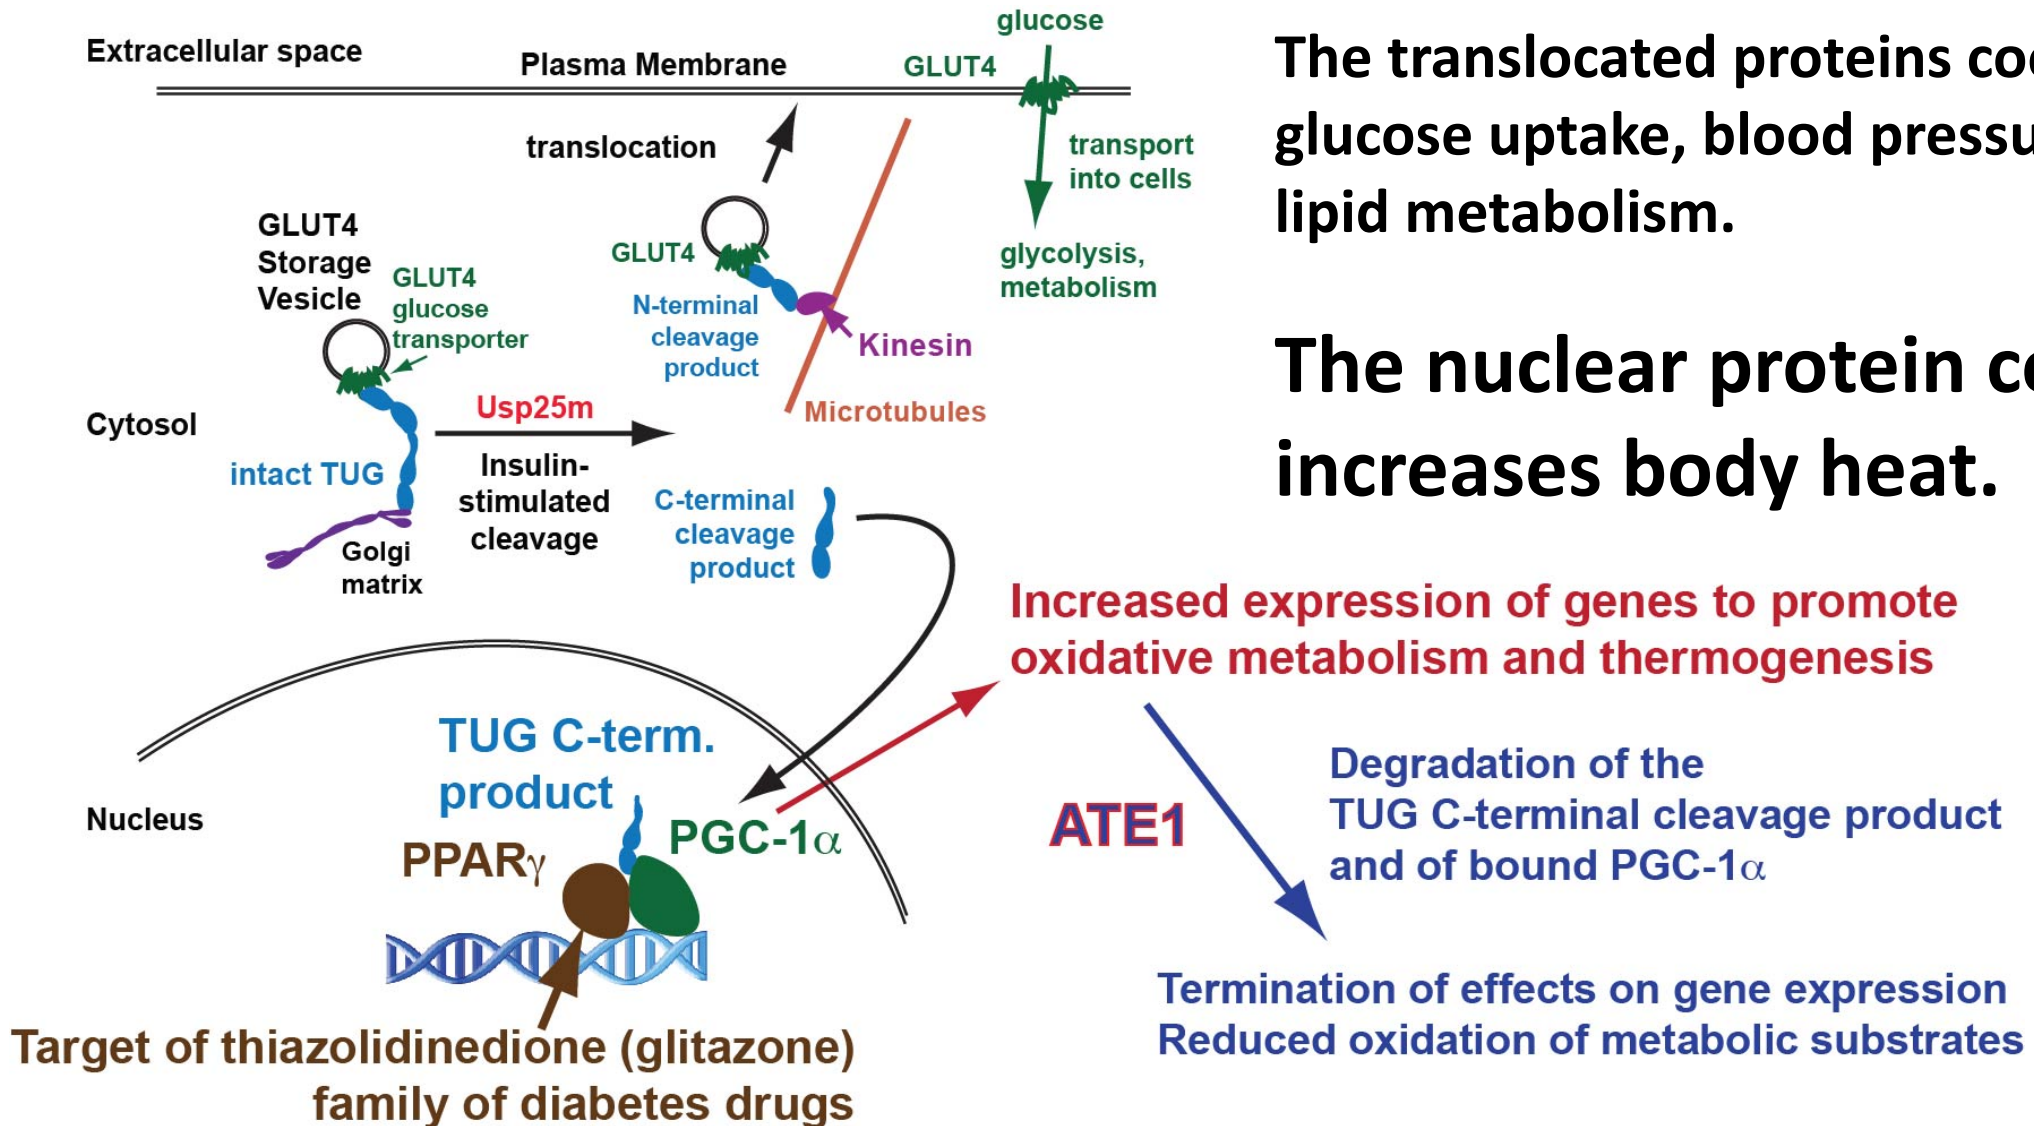 Extracellular space
Plasma Membrane
GLUT4
glucose
translocation
transport
into cells
glycolysis,
metabolism
GLUT4
Storage
Vesicle
GLUT4
glucose
transporter
GLUT4
N-terminal
cleavage
product
Kinesin
Microtubules
Cytosol
Usp25m
Insulin-
stimulated
cleavage
intact TUG
Golgi
matrix
C-terminal
cleavage
product
The translocated proteins
glucose uptake, blood
lipid metabolism.
The nuclear protein
increases body heat.
Increased expression of genes to promote
oxidative metabolism and thermogenesis
Nucleus
TUG C-term.
product
PPARγ
PGC-1α
ATE1
Degradation of the
TUG C-terminal cleavage product
and of bound PGC-1α
Termination of effects on gene expression
Reduced oxidation of metabolic substrates
Target of thiazolidinedione (glitazone)
family of diabetes drugs